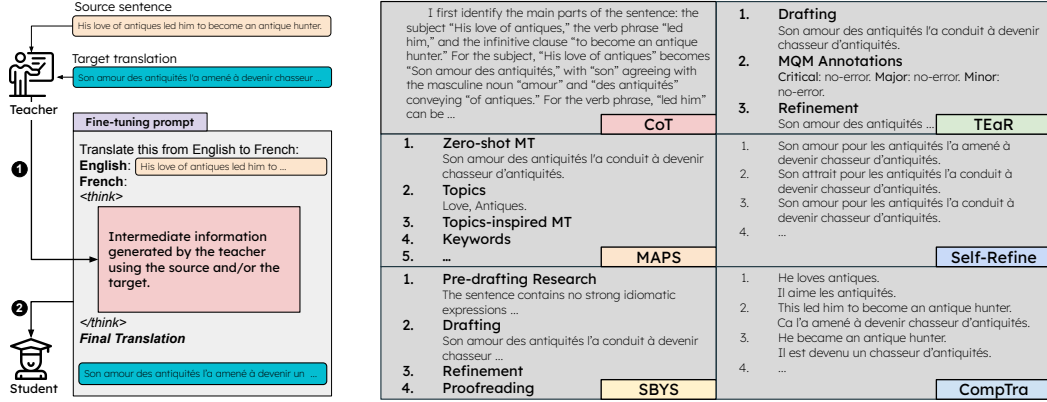 Source sentence
His love of antiques led him to become an antique hunter.
Target translation
Son amour des antiquités l'a amené à devenir chasseur ...
Teacher
Fine-tuning prompt
Translate this from English to French:
English: His love of antiques led him to ...
French:
<think>
1
Intermediate information
generated by the teacher
using the source and/or the
target.
2
</think>
Final Translation
Son amour des antiquités l'a amené à devenir un ...
Student
I first identify the main parts of the sentence: the
subject “His love of antiques,” the verb phrase “led
him,” and the infinitive clause “to become an antique
hunter.” For the subject, “His love of antiques” becomes
“Son amour des antiquités,” with “son” agreeing with
the masculine noun “amour” and “des antiquités”
conveying “of antiques.” For the verb phrase, “led him”
can be ...
CoT
1. Drafting
Son amour des antiquités l'a conduit à devenir
chasseur d'antiquités.
2. MQM Annotations
Critical: no-error. Major: no-error. Minor:
no-error.
3. Refinement
Son amour des antiquités ...
TEaR
1. Zero-shot MT
Son amour des antiquités l'a conduit à devenir
chasseur d'antiquités.
2. Topics
Love, Antiques.
3. Topics-inspired MT
4. Keywords
5. ...
MAPS
1. Son amour pour les antiquités l'a amené à
devenir chasseur d'antiquités.
2. Son attrait pour les antiquités l'a conduit à
devenir chasseur d'antiquités.
3. Son amour pour les antiquités l'a conduit à
devenir chasseur d'antiquités.
4. ...
Self-Refine
1. Pre-drafting Research
The sentence contains no strong idiomatic
expressions ...
2. Drafting
Son amour des antiquités l'a conduit à devenir
chasseur ...
3. Refinement
4. Proofreading
SBYS
1. He loves antiques.
Il aime les antiquités.
2. This led him to become an antique hunter.
Ca l'a amené à devenir chasseur d'antiquités.
3. He became an antique hunter.
Il est devenu un chasseur d'antiquités.
4. ...
CompTra